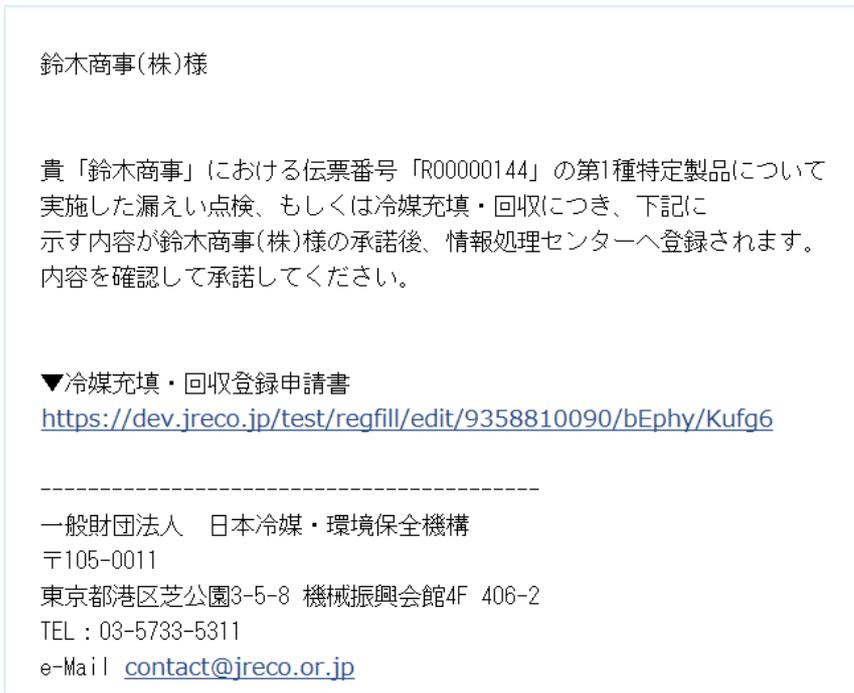 鈴木商事(株)様
貴「鈴木商事」における伝票番号「R00000144」の第1種特定製品について
実施した漏えい点検、もしくは冷媒充填・回収につき、下記に
示す内容が鈴木商事(株)様の承諾後、情報処理センターへ登録されます。
内容を確認して承諾してください。
▼冷媒充填・回収登録申請書
https://dev.jreco.jp/test/regfill/edit/9358810090/bEphy/Kufg6
------------------------------------------
一般財団法人　日本冷媒・環境保全機構
〒105-0011
東京都港区芝公園3-5-8 機械振興会館4F 406-2
TEL：03-5733-5311
e-Mail contact@jreco.or.jp